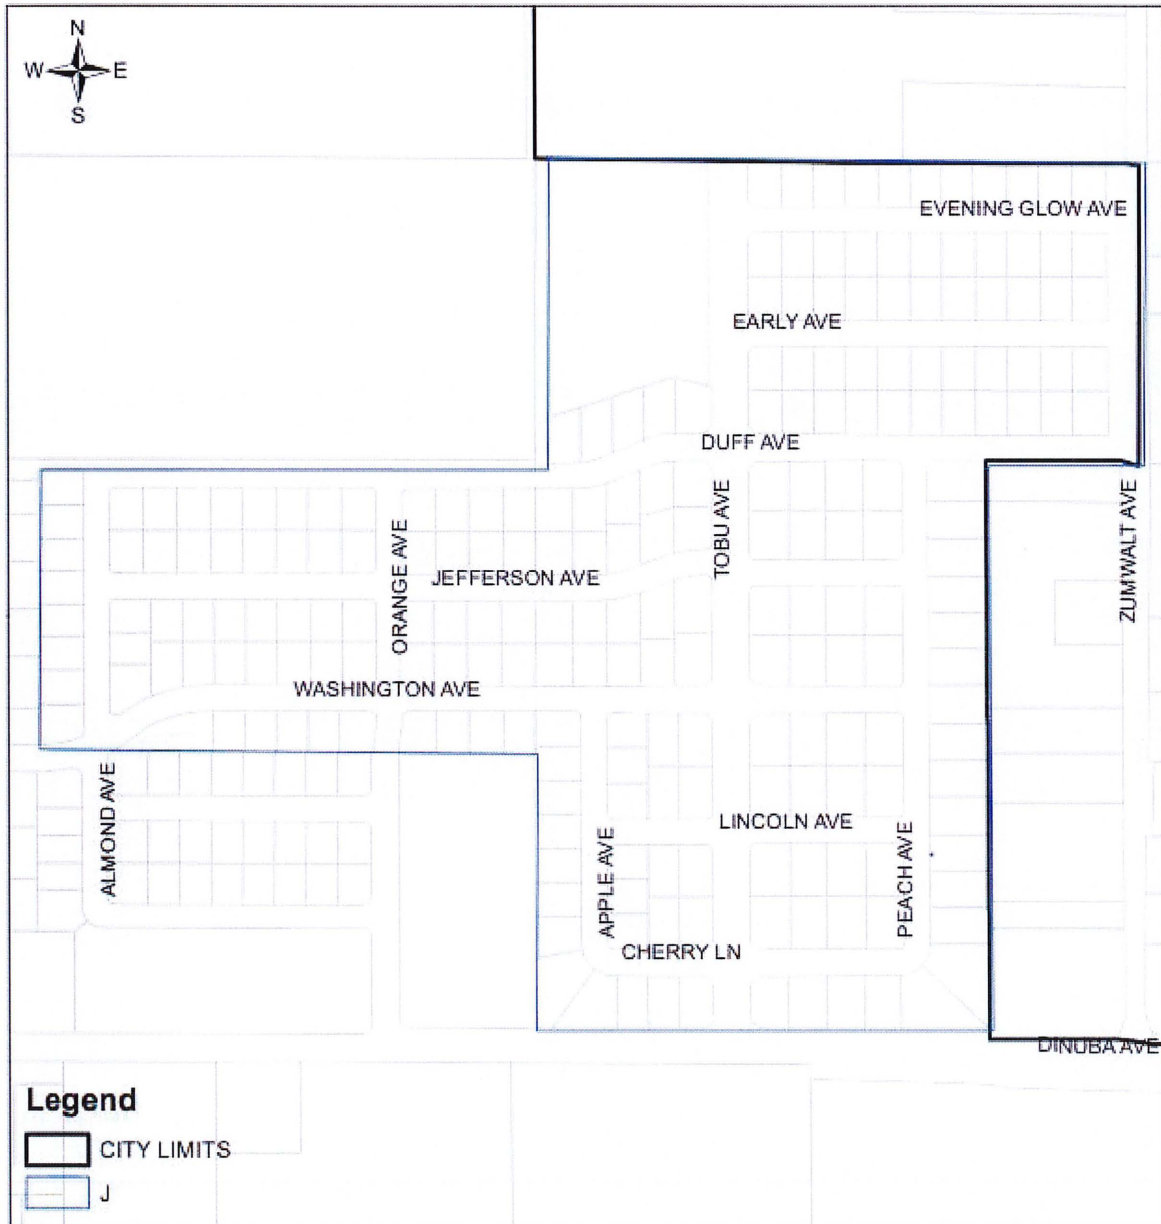 N
W E
S
EVENING GLOW AVE
EARLY AVE
DUFF AVE
TOBU AVE
ZUMWALT AVE
ORANGE AVE
JEFFERSON AVE
WASHINGTON AVE
ALMOND AVE
LINCOLN AVE
APPLE AVE
PEACH AVE
CHERRY LN
DINUBA AVE
Legend
CITY LIMITS
J